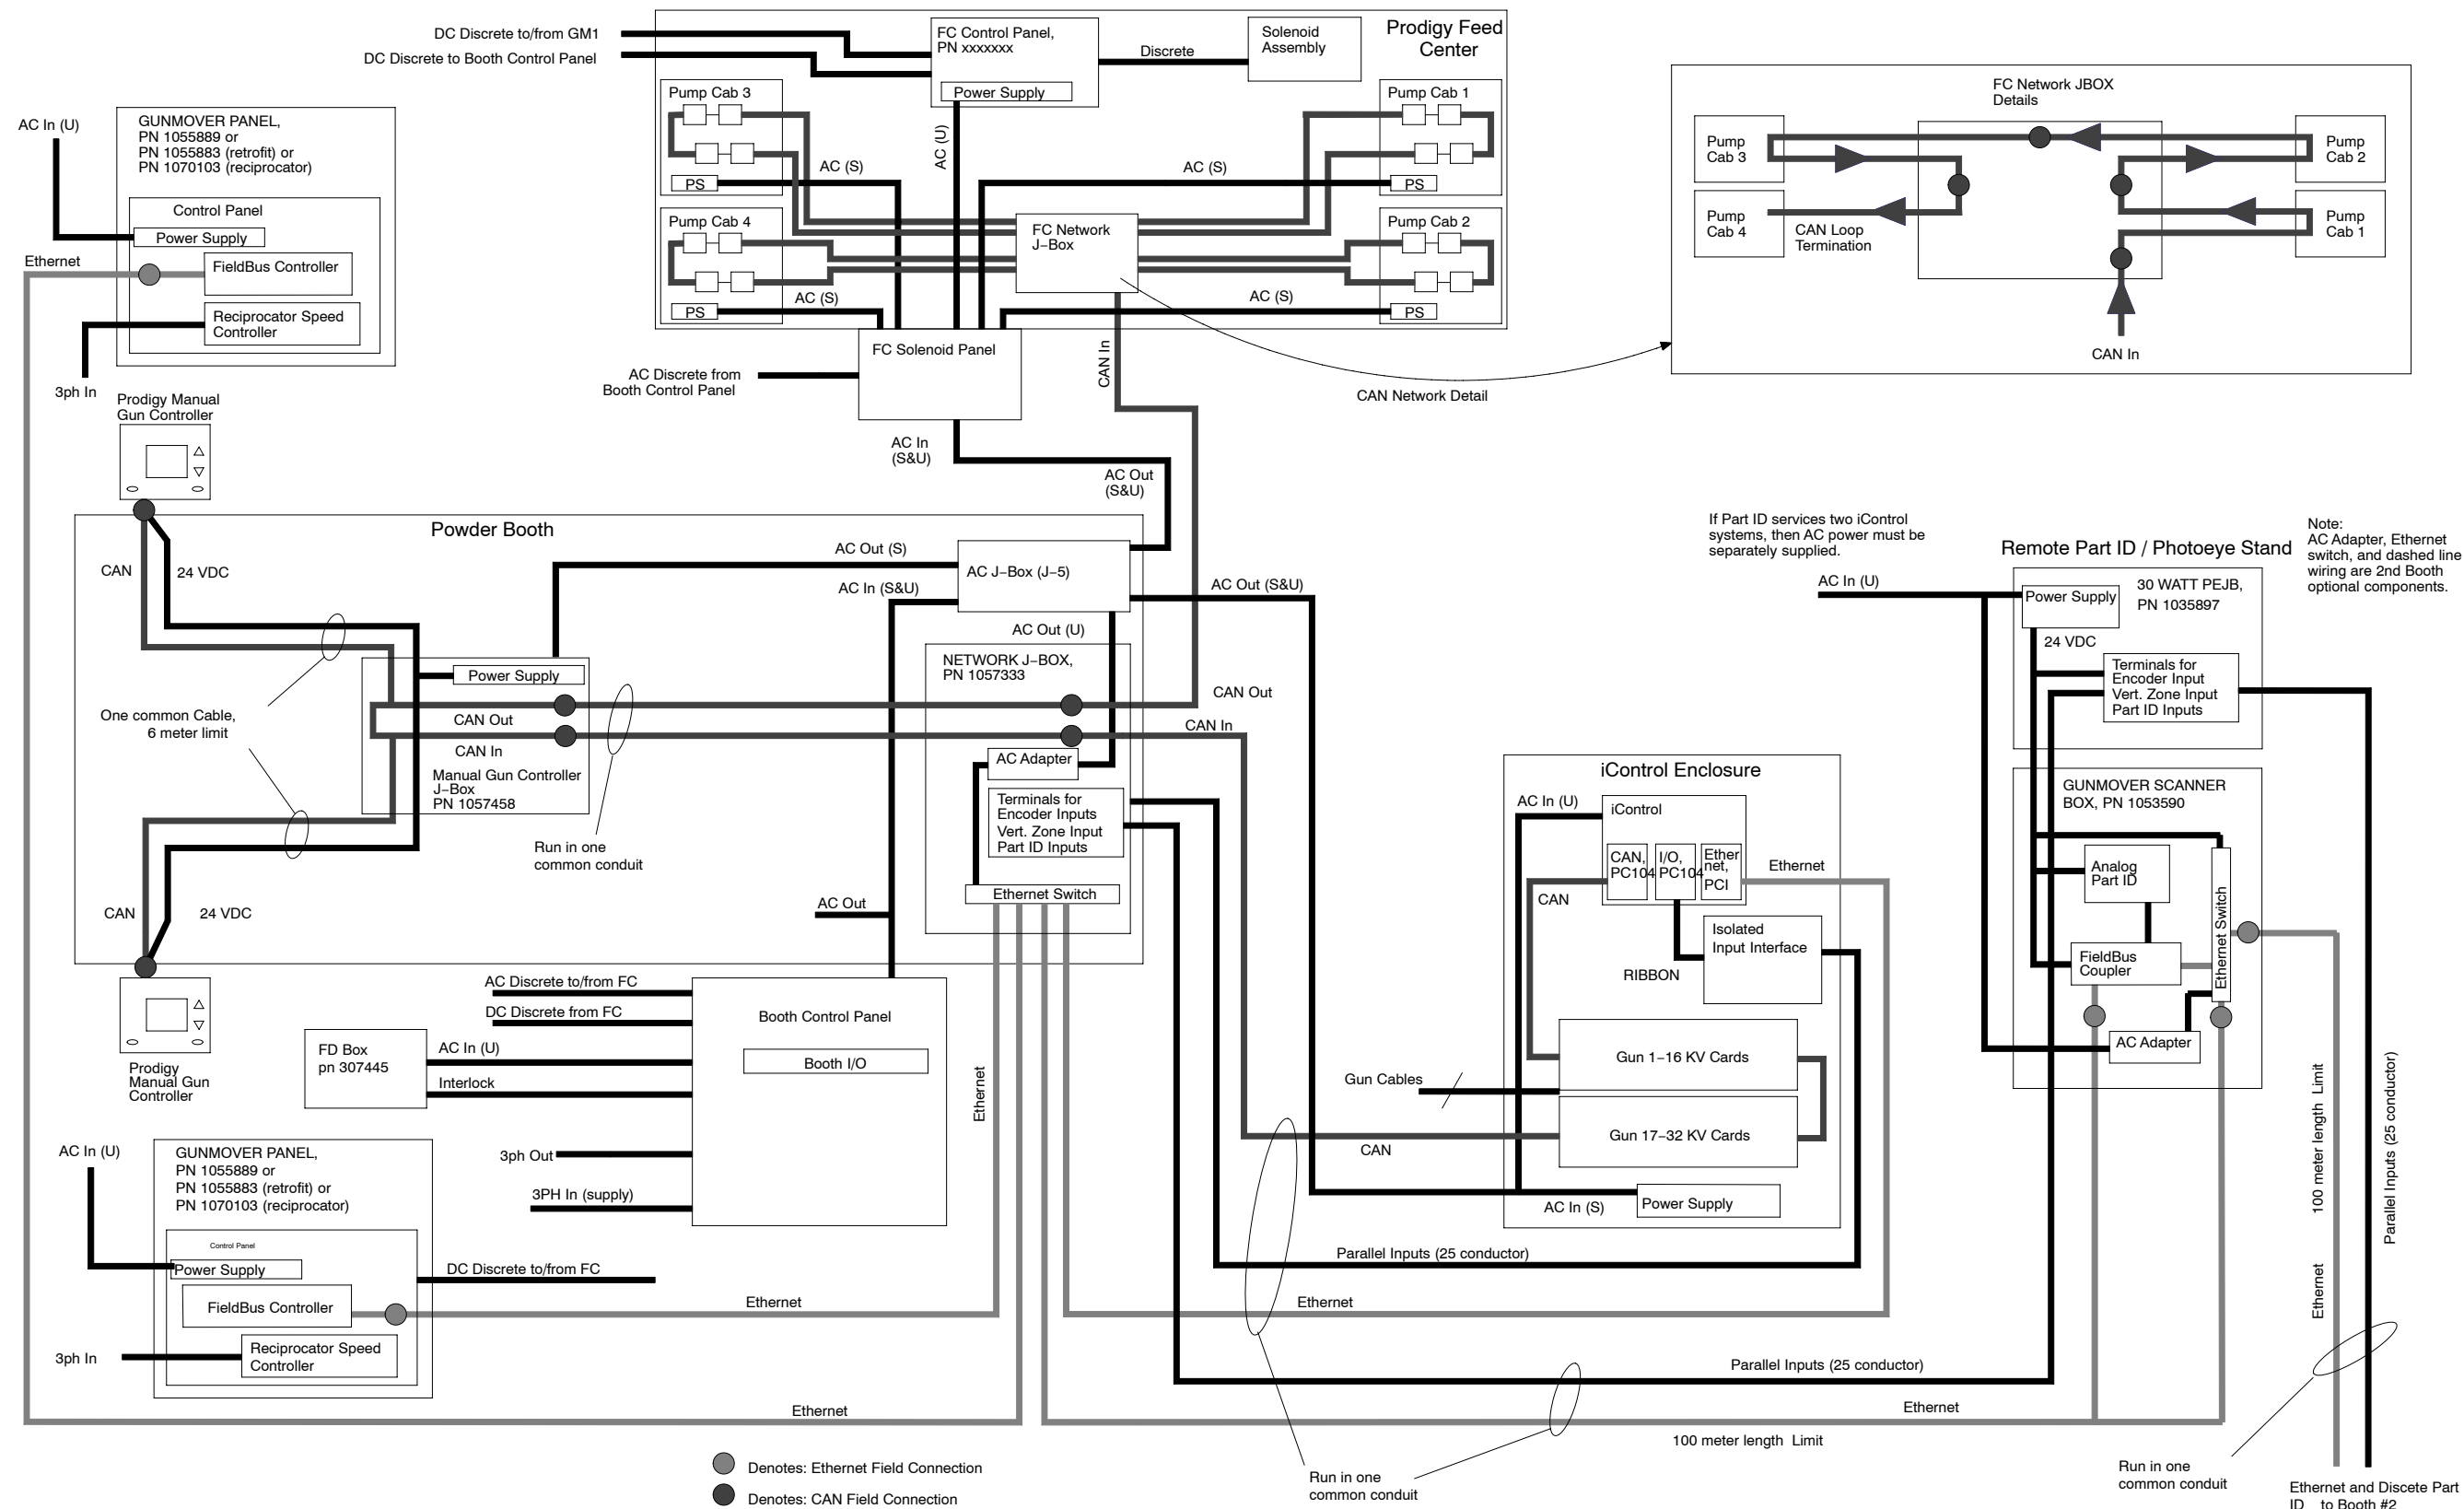 DC Discrete to/from GM1
DC Discrete to Booth Control Panel
FC Control Panel,
PN xxxxxxx
Power Supply
Discrete
Solenoid
Assembly
Prodigy Feed
Center
Pump Cab 3
PS
Pump Cab 4
PS
AC (S)
AC (U)
AC (S)
AC (S)
AC (S)
Pump Cab 1
PS
Pump Cab 2
PS
FC Network
J–Box
FC Solenoid Panel
AC Discrete from
Booth Control Panel
CAN In
CAN Network Detail
FC Network JBOX
Details
Pump
Cab 3
Pump
Cab 4
Pump
Cab 2
Pump
Cab 1
CAN Loop
Termination
CAN In
AC In (U)
GUNMOVER PANEL,
PN 1055889 or
PN 1055883 (retrofit) or
PN 1070103 (reciprocator)
Control Panel
Power Supply
FieldBus Controller
Reciprocator Speed
Controller
Ethernet
3ph In
Prodigy Manual
Gun Controller
AC In
(S&U)
AC Out
(S&U)
Powder Booth
CAN
24 VDC
AC Out (S)
AC In (S&U)
AC J–Box (J–5)
AC Out (S&U)
AC Out (U)
NETWORK J–BOX,
PN 1057333
Power Supply
CAN Out
CAN In
Manual Gun Controller
J–Box
PN 1057458
One common Cable,
6 meter limit
Run in one
common conduit
CAN Out
CAN In
AC Adapter
Terminals for
Encoder Inputs
Vert. Zone Input
Part ID Inputs
Ethernet Switch
AC Out
CAN
24 VDC
Prodigy
Manual Gun
Controller
AC Discrete to/from FC
DC Discrete from FC
FD Box
pn 307445
AC In (U)
Interlock
Booth Control Panel
Booth I/O
3ph Out
3PH In (supply)
Ethernet
AC In (U)
GUNMOVER PANEL,
PN 1055889 or
PN 1055883 (retrofit) or
PN 1070103 (reciprocator)
Control Panel
Power Supply
FieldBus Controller
Reciprocator Speed
Controller
DC Discrete to/from FC
Ethernet
3ph In
Ethernet
iControl Enclosure
AC In (U)
iControl
CAN,
PC104
I/O,
PC104
Ether
net,
PCI
Ethernet
CAN
Isolated
Input Interface
RIBBON
Gun 1–16 KV Cards
Gun Cables
Gun 17–32 KV Cards
CAN
AC In (S)
Power Supply
Parallel Inputs (25 conductor)
Ethernet
Parallel Inputs (25 conductor)
Ethernet
100 meter length Limit
Run in one
common conduit
If Part ID services two iControl
systems, then AC power must be
separately supplied.
Remote Part ID / Photoeye Stand
Note:
AC Adapter, Ethernet
switch, and dashed line
wiring are 2nd Booth
optional components.
AC In (U)
Power Supply
30 WATT PEJB,
PN 1035897
24 VDC
Terminals for
Encoder Input
Vert. Zone Input
Part ID Inputs
GUNMOVER SCANNER
BOX, PN 1053590
Analog
Part ID
FieldBus
Coupler
Ethernet Switch
AC Adapter
100 meter length Limit
Ethernet
Parallel Inputs (25 conductor)
Run in one
common conduit
Ethernet and Discete Part
ID to Booth #2
Denotes: Ethernet Field Connection
Denotes: CAN Field Connection